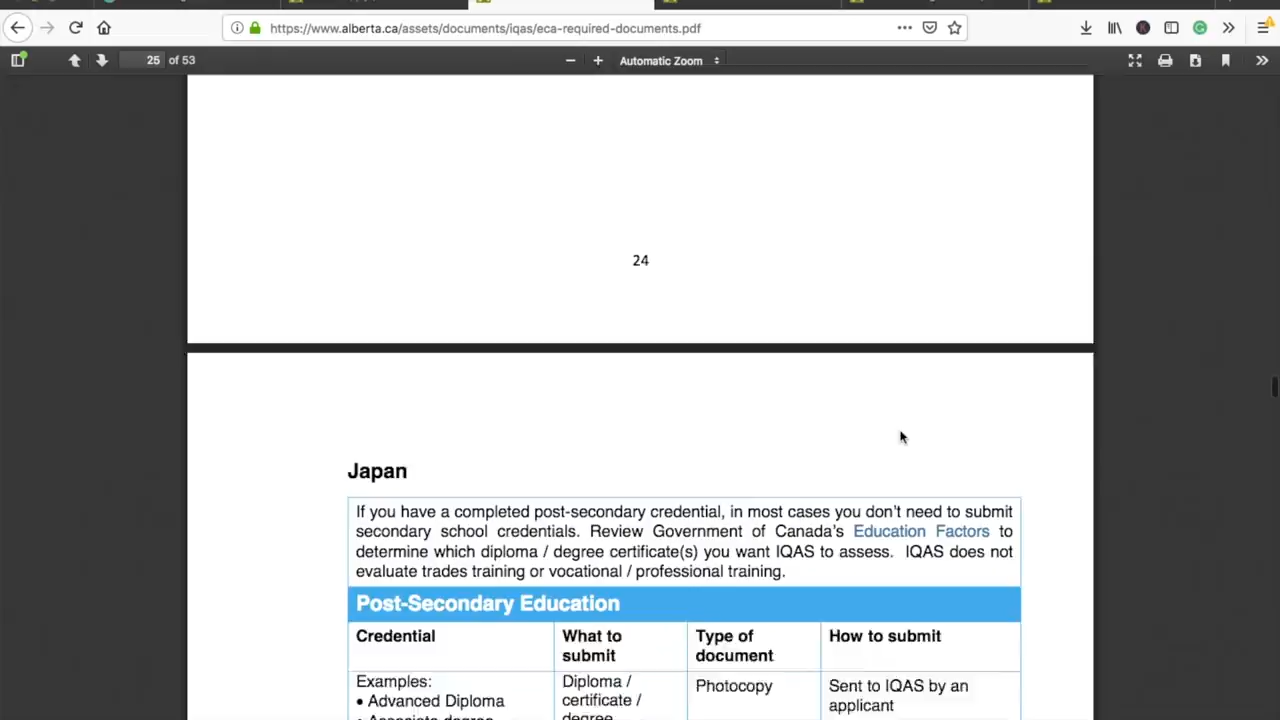 https://www.alberta.ca/assets/documents/iqas/eca-required-documents.pdf
25 of 53
Automatic Zoom
24
Japan
If you have a completed post-secondary credential, in most cases you don't need to submit
secondary school credentials. Review Government of Canada's Education Factors to
determine which diploma / degree certificate(s) you want IQAS to assess. IQAS does not
evaluate trades training or vocational / professional training.
Post-Secondary Education
Credential What to submit Type of document How to submit
Examples:
• Advanced Diploma
• Associate degree
Diploma /
certificate /
degree
Photocopy
Sent to IQAS by an
applicant